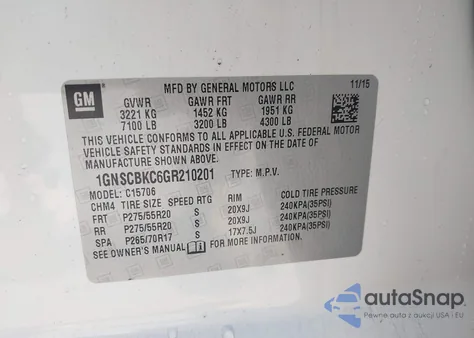 GM
MFD BY GENERAL MOTORS LLC 11/15
GVWR GAWR FRT GAWR RR
3221 KG 1452 KG 1951 KG
7100 LB 3200 LB 4300 LB
THIS VEHICLE CONFORMS TO ALL APPLICABLE U.S. FEDERAL MOTOR
VEHICLE SAFETY STANDARDS IN EFFECT ON THE DATE OF
MANUFACTURE SHOWN ABOVE.
1GNSCBKC6GR210201 TYPE: M.P.V.
MODEL: C15706
CHM4 TIRE SIZE SPEED RTG RIM COLD TIRE PRESSURE
FRT P275/55R20 S 20X9J 240KPA(35PSI)
RR P275/55R20 S 20X9J 240KPA(35PSI)
SPA P265/70R17 S 17X7.5J 240KPA(35PSI)
SEE OWNER'S MANUAL FOR MORE INFORMATION.
autoSnap
Pewne auta z USA i EU